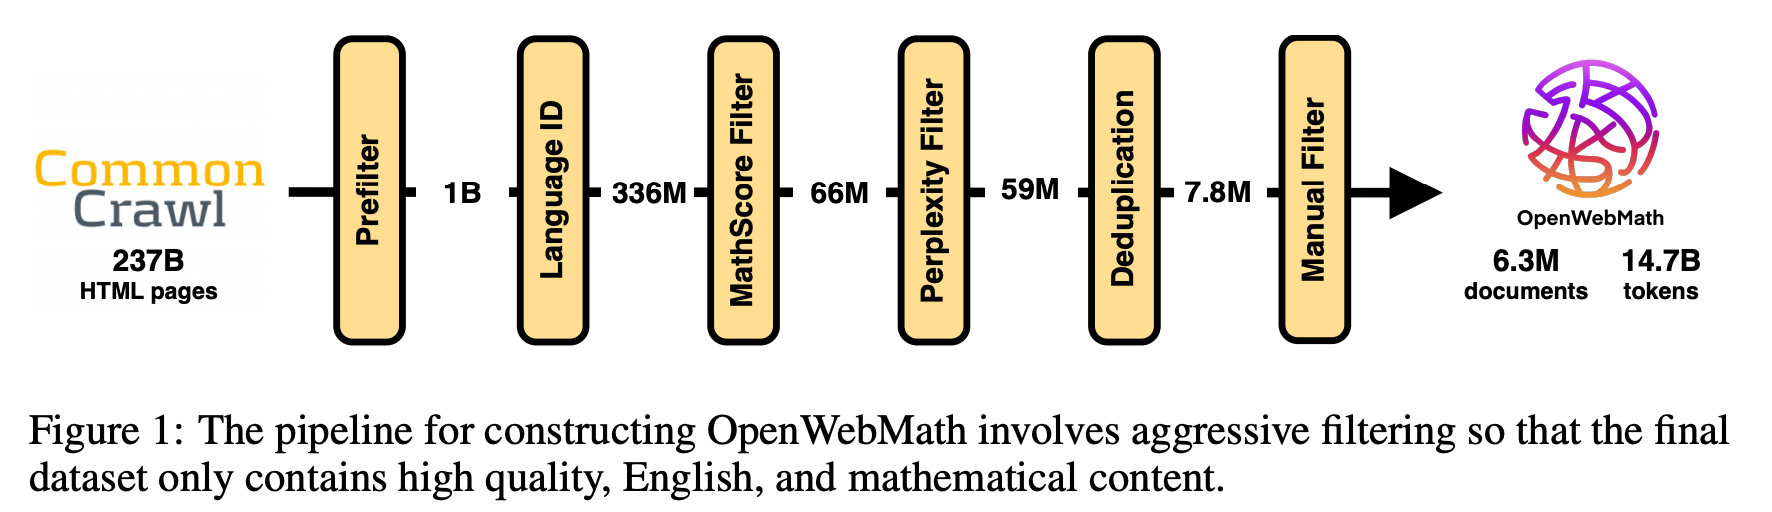 Common
Crawl
237B
HTML pages
Prefilter
1B
Language ID
336M
MathScore Filter
66M
Perplexity Filter
59M
Deduplication
7.8M
Manual Filter
OpenWebMath
6.3M
documents
14.7B
tokens
Figure 1: The pipeline for constructing OpenWebMath involves aggressive filtering so that the final
dataset only contains high quality, English, and mathematical content.